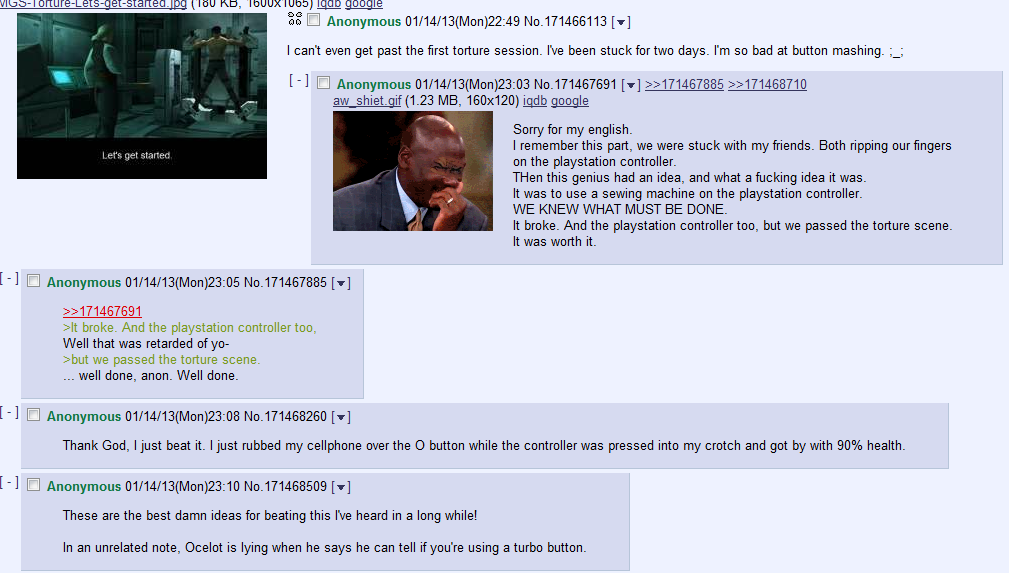 MGS-Torture-Lets-get-started.jpg (180 KB, 1600x1065) iqdb google
Anonymous 01/14/13(Mon)22:49 No.171466113 [▼]
Let's get started.
I can't even get past the first torture session. I've been stuck for two days. I'm so bad at button mashing. ;_;
[ - ] Anonymous 01/14/13(Mon)23:03 No.171467691 [▼] >>171467885 >>171468710
aw_shiet.gif (1.23 MB, 160x120) iqdb google
Sorry for my english.
I remember this part, we were stuck with my friends. Both ripping our fingers
on the playstation controller.
THen this genius had an idea, and what a fucking idea it was.
It was to use a sewing machine on the playstation controller.
WE KNEW WHAT MUST BE DONE.
It broke. And the playstation controller too, but we passed the torture scene.
It was worth it.
[ - ] Anonymous 01/14/13(Mon)23:05 No.171467885 [▼]
>>171467691
>It broke. And the playstation controller too,
Well that was retarded of yo-
>but we passed the torture scene.
... well done, anon. Well done.
[ - ] Anonymous 01/14/13(Mon)23:08 No.171468260 [▼]
Thank God, I just beat it. I just rubbed my cellphone over the O button while the controller was pressed into my crotch and got by with 90% health.
[ - ] Anonymous 01/14/13(Mon)23:10 No.171468509 [▼]
These are the best damn ideas for beating this I've heard in a long while!
In an unrelated note, Ocelot is lying when he says he can tell if you're using a turbo button.